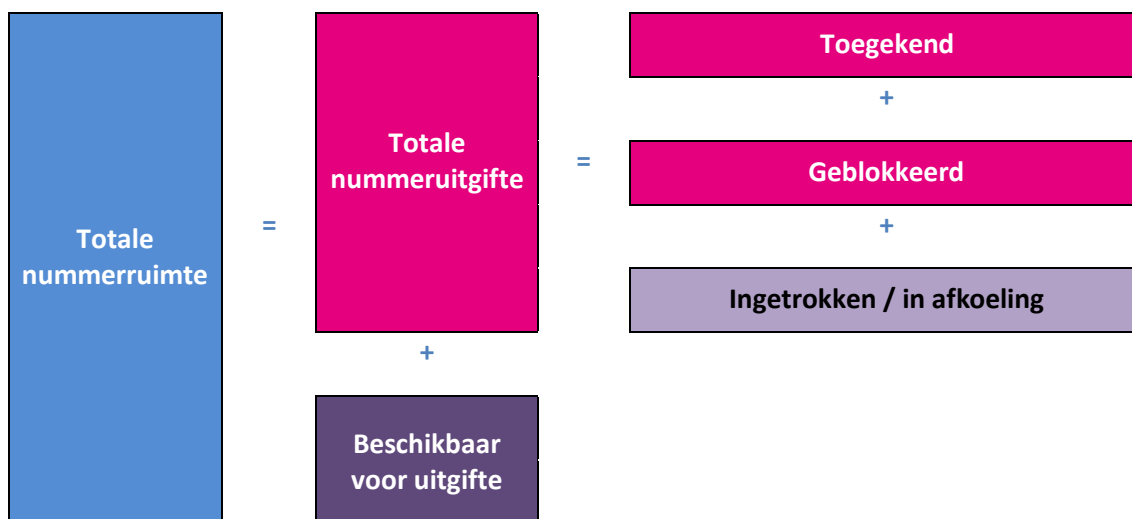 Totale
nummerruimte
=
Totale
nummeruitgifte
+
Beschikbaar
voor uitgifte
=
Toegekend
+
Geblokkeerd
+
Ingetrokken / in afkoeling